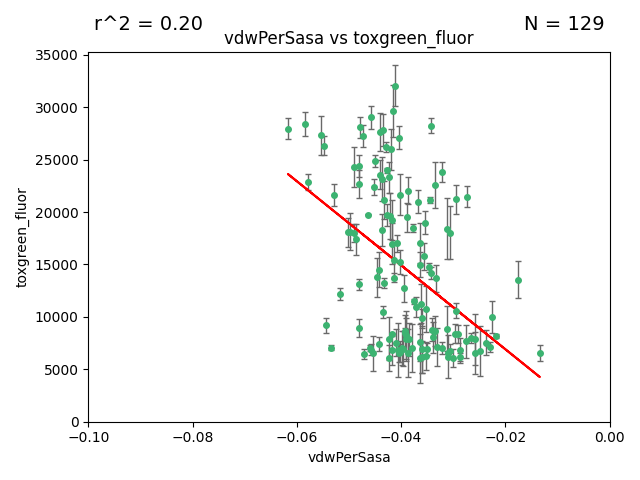 r^2 = 0.20
N = 129
vdwPerSasa vs toxgreen_fluor
35000
30000
25000
20000
15000
10000
5000
0
toxgreen_fluor
−0.10
−0.08
−0.06
−0.04
−0.02
0.00
vdwPerSasa